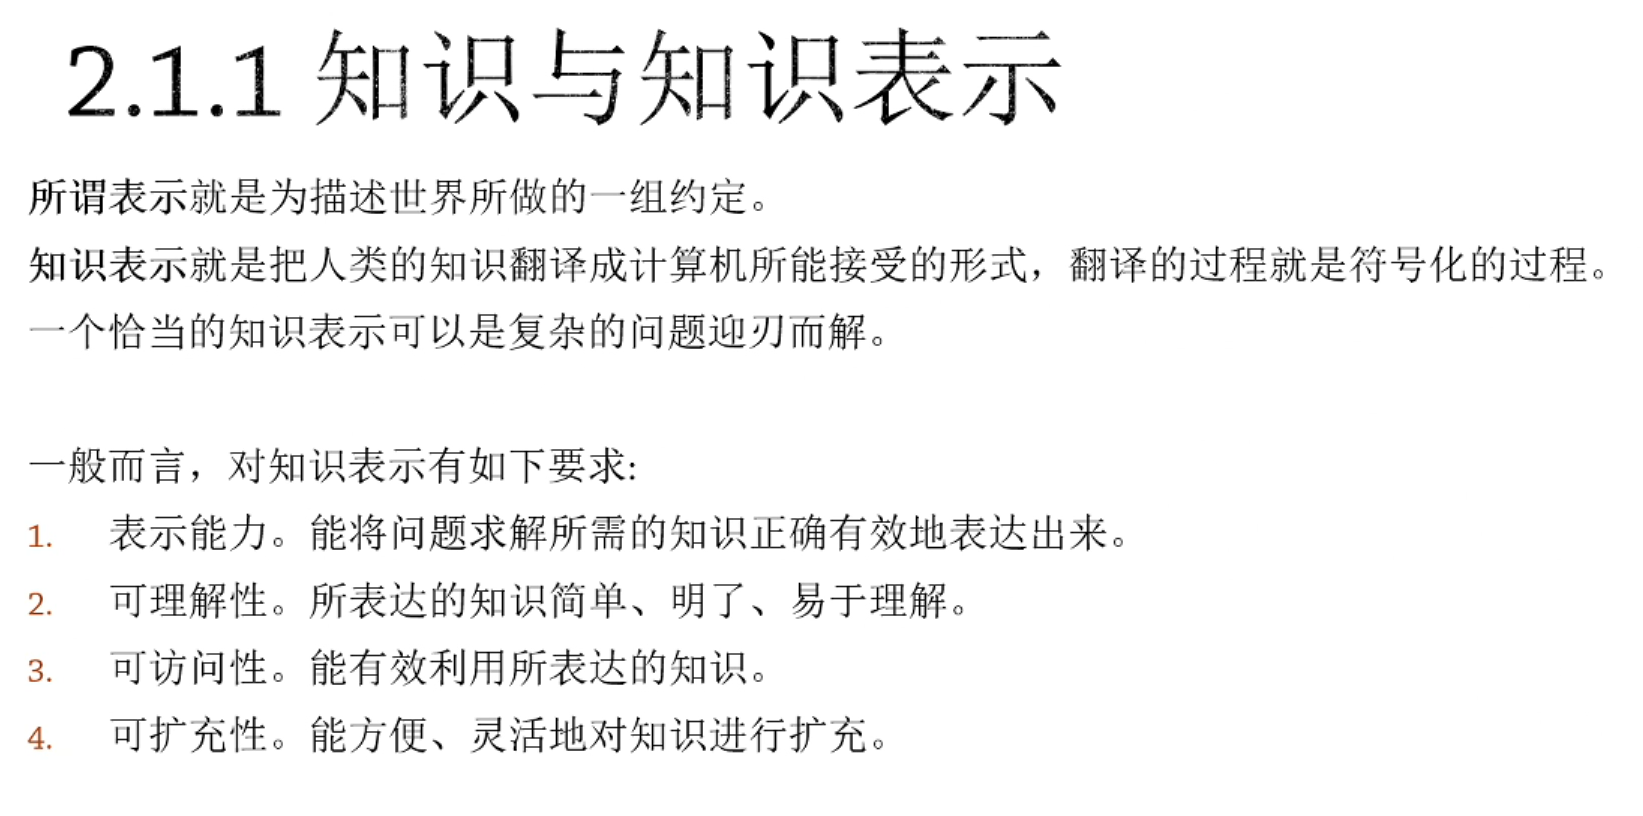 2.1.1 知识与知识表示
所谓表示就是为描述世界所做的一组约定。
知识表示就是把人类的知识翻译成计算机所能接受的形式，翻译的过程就是符号化的过程。
一个恰当的知识表示可以是复杂的问题迎刃而解。
一般而言，对知识表示有如下要求:
1. 表示能力。能将问题求解所需的知识正确有效地表达出来。
2. 可理解性。所表达的知识简单、明了、易于理解。
3. 可访问性。能有效利用所表达的知识。
4. 可扩充性。能方便、灵活地对知识进行扩充。